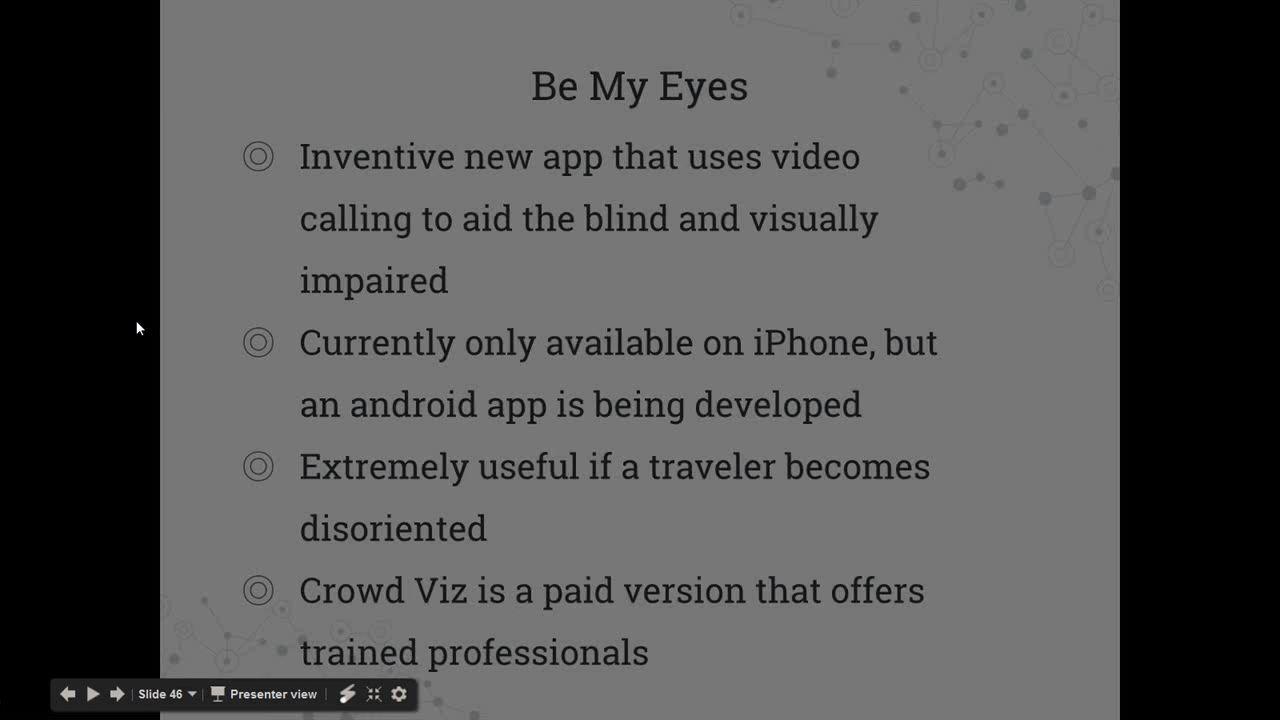 Be My Eyes
Inventive new app that uses video
calling to aid the blind and visually
impaired
Currently only available on iPhone, but
an android app is being developed
Extremely useful if a traveler becomes
disoriented
Crowd Viz is a paid version that offers
trained professionals
Slide 46
Presenter view